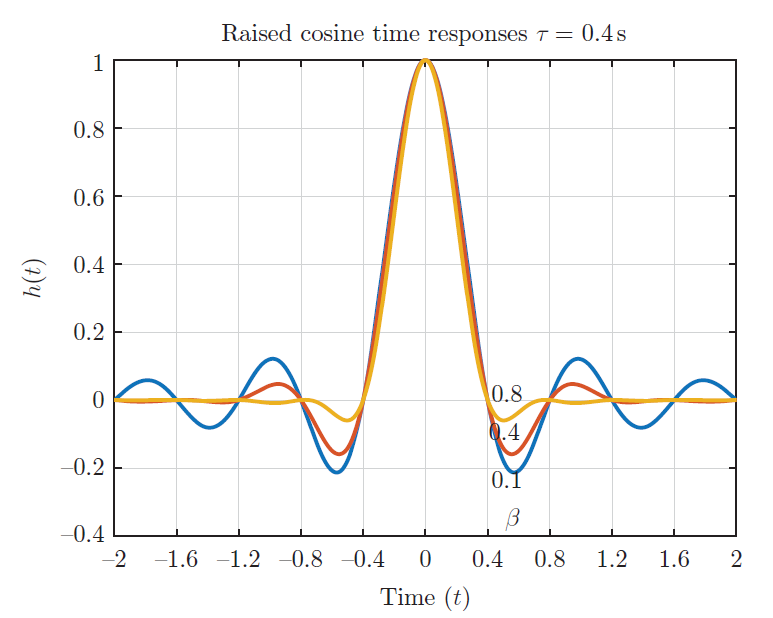 Raised cosine time responses τ = 0.4 s
1
0.8
0.6
0.4
0.2
0
–0.2
–0.4
h(t)
0.8
0.4
0.1
β
–2 –1.6 –1.2 –0.8 –0.4 0 0.4 0.8 1.2 1.6 2
Time (t)